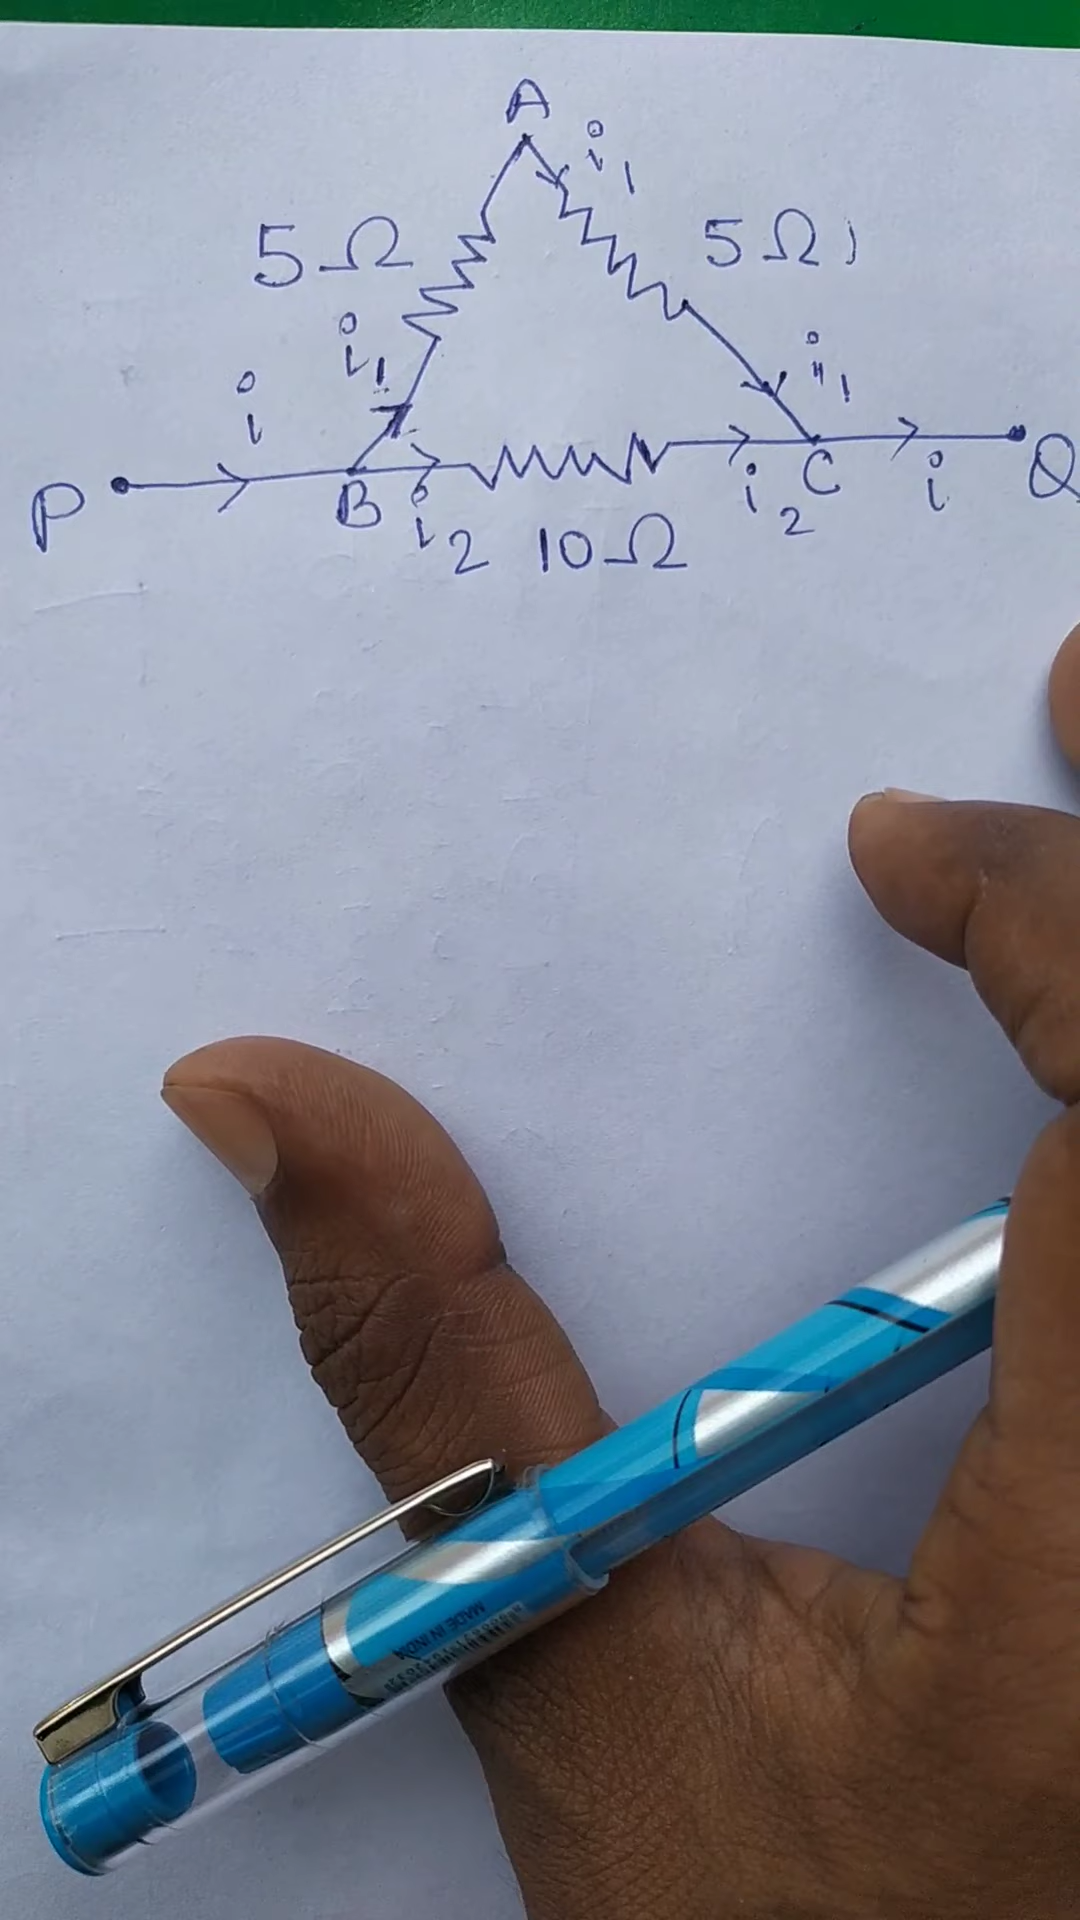 A
i₁
5Ω 5Ω
i₁ i₁
i
P B i₂ i₂ C i Q
10Ω
MADE IN INDIA